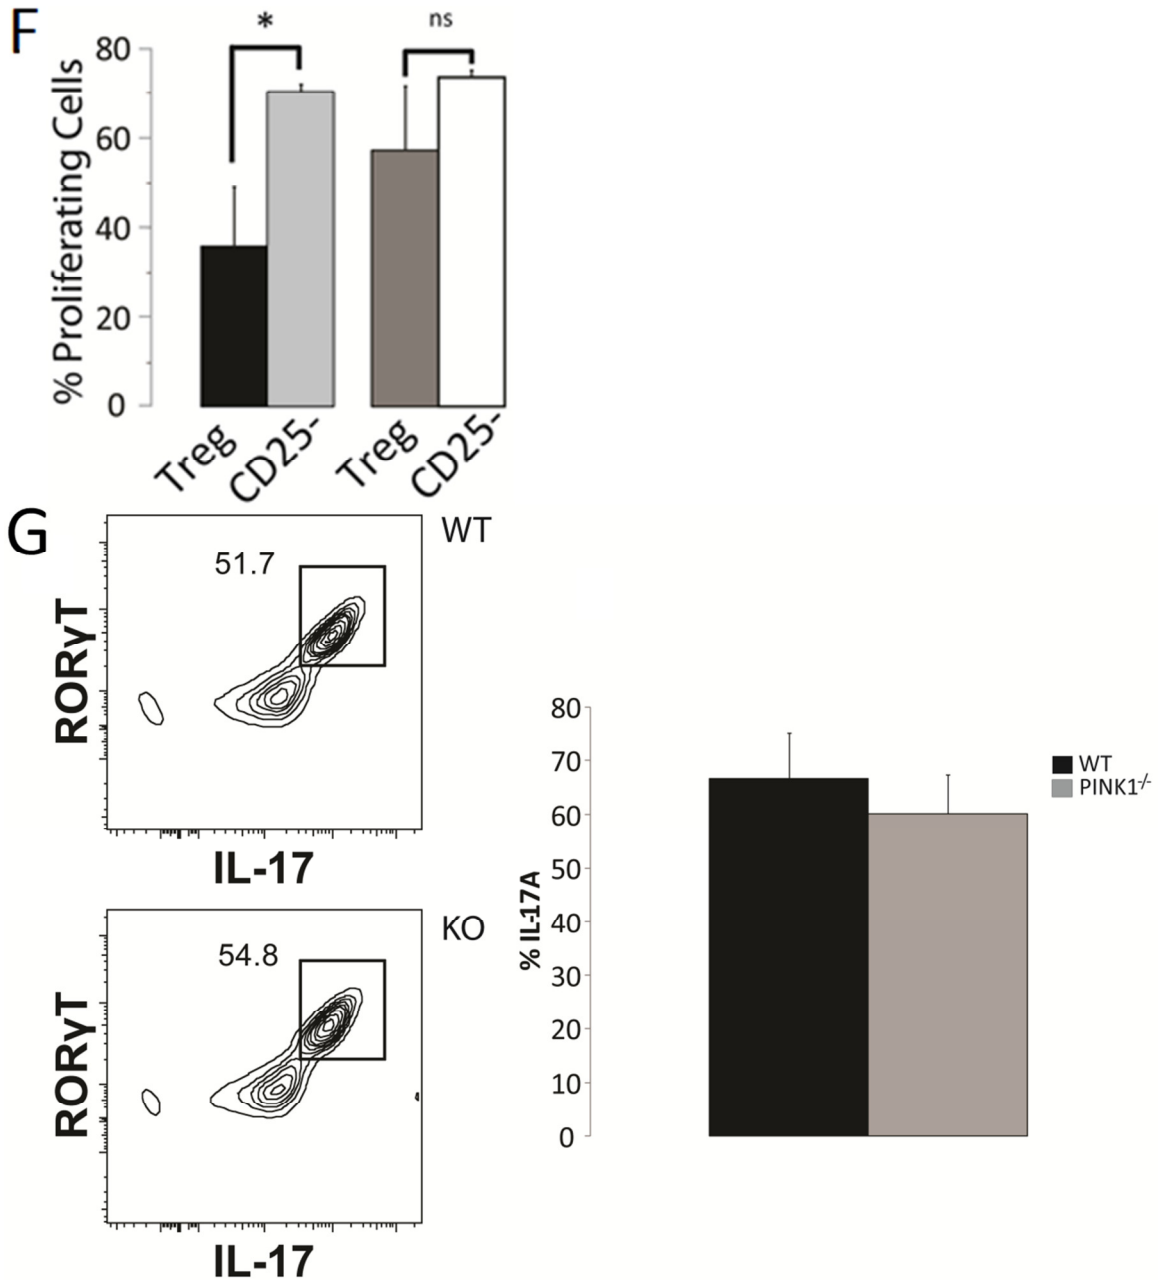 F
*
ns
% Proliferating Cells
80
60
40
20
0
Treg
CD25-
Treg
CD25-
G
WT
51.7
RORγT
IL-17
KO
54.8
RORγT
IL-17
% IL-17A
80
70
60
50
40
30
20
10
0
WT
PINK1-/-